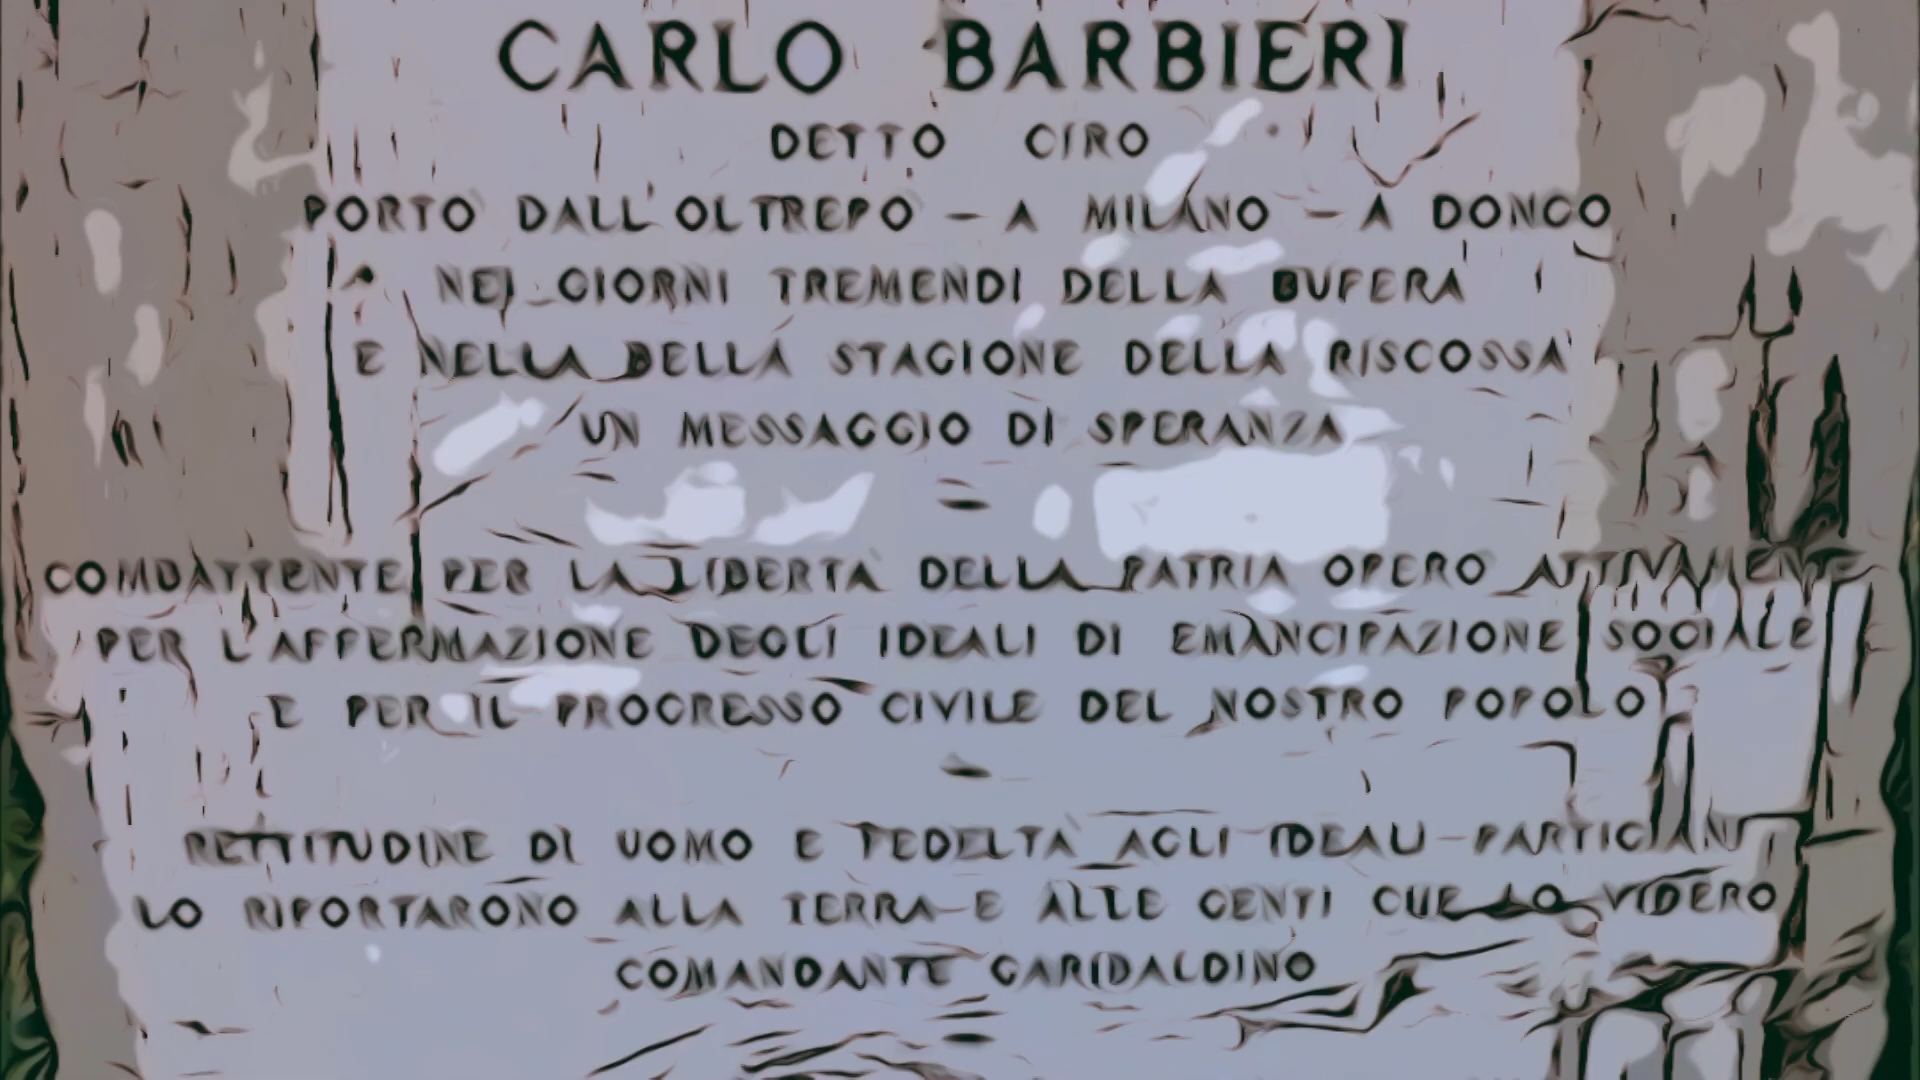 CARLO BARBIERI
DETTO CIRO
PORTO DALL'OLTREPO - A MILANO - A DONGO
NEI GIORNI TREMENDI DELLA BUFERA
E NELLA BELLA STAGIONE DELLA RISCOSSA
UN MESSAGGIO DI SPERANZA
-
COMBATTENTE PER LA LIBERTA' DELLA PATRIA OPERO ATTIVAMENTE
PER L'AFFERMAZIONE DEGLI IDEALI DI EMANCIPAZIONE SOCIALE
E PER IL PROGRESSO CIVILE DEL NOSTRO POPOLO
-
RETTITUDINE DI UOMO E FEDELTA' AGLI IDEALI PARTIGIANI
LO RIPORTARONO ALLA TERRA E ALLE GENTI CHE LO VIDERO
COMANDANTE GARIBALDINO
-